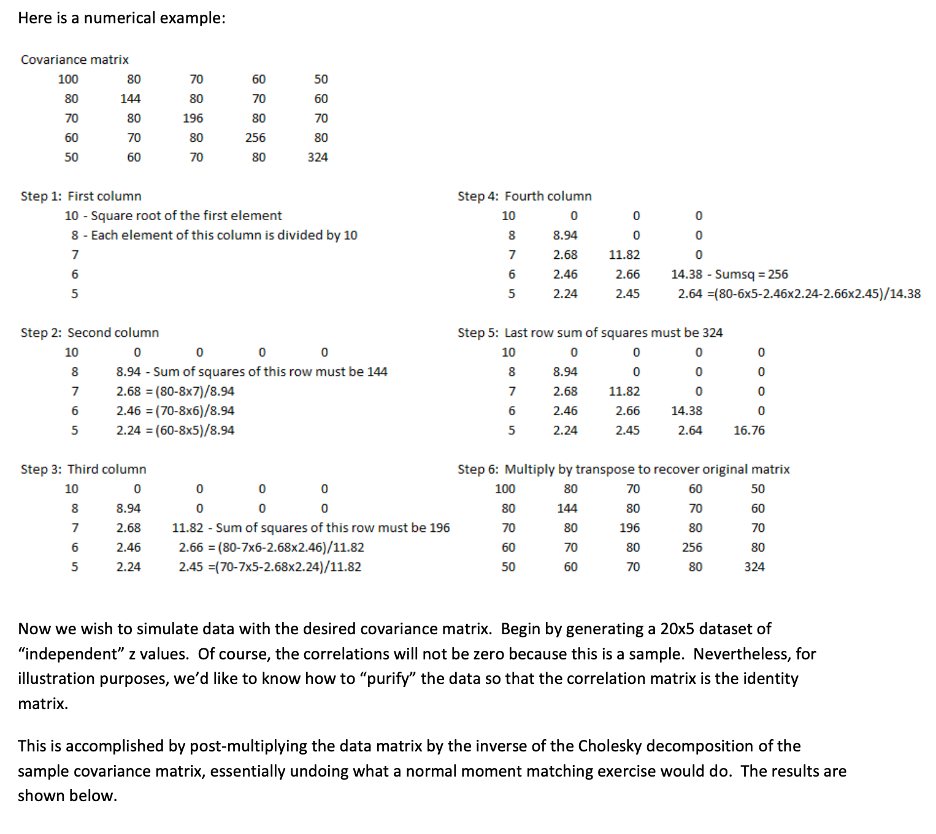 Here is a numerical example:
Covariance matrix
100 80 70 60 50
80 144 80 70 60
70 80 196 80 70
60 70 80 256 80
50 60 70 80 324
Step 1: First column
10 - Square root of the first element
8 - Each element of this column is divided by 10
7
6
5
Step 2: Second column
10 0 0 0 0
8 8.94 - Sum of squares of this row must be 144
7 2.68 =(80-8x7)/8.94
6 2.46 =(70-8x6)/8.94
5 2.24 =(60-8x5)/8.94
Step 3: Third column
10 0 0 0 0
8 8.94 0 0 0
7 2.68 11.82 - Sum of squares of this row must be 196
6 2.46 2.66 =(80-7x6-2.68x2.46)/11.82
5 2.24 2.45 =(70-7x5-2.68x2.24)/11.82
Step 4: Fourth column
10 0 0 0
8 8.94 0 0
7 2.68 11.82 0
6 2.46 2.66 14.38 - Sumsq = 256
5 2.24 2.45 2.64 =(80-6x5-2.46x2.24-2.66x2.45)/14.38
Step 5: Last row sum of squares must be 324
10 0 0 0 0
8 8.94 0 0 0
7 2.68 11.82 0 0
6 2.46 2.66 14.38 0
5 2.24 2.45 2.64 16.76
Step 6: Multiply by transpose to recover original matrix
100 80 70 60 50
80 144 80 70 60
70 80 196 80 70
60 70 80 256 80
50 60 70 80 324
Now we wish to simulate data with the desired covariance matrix. Begin by generating a 20x5 dataset of
“independent” z values. Of course, the correlations will not be zero because this is a sample. Nevertheless, for
illustration purposes, we’d like to know how to “purify” the data so that the correlation matrix is the identity
matrix.
This is accomplished by post-multiplying the data matrix by the inverse of the Cholesky decomposition of the
sample covariance matrix, essentially undoing what a normal moment matching exercise would do. The results are
shown below.